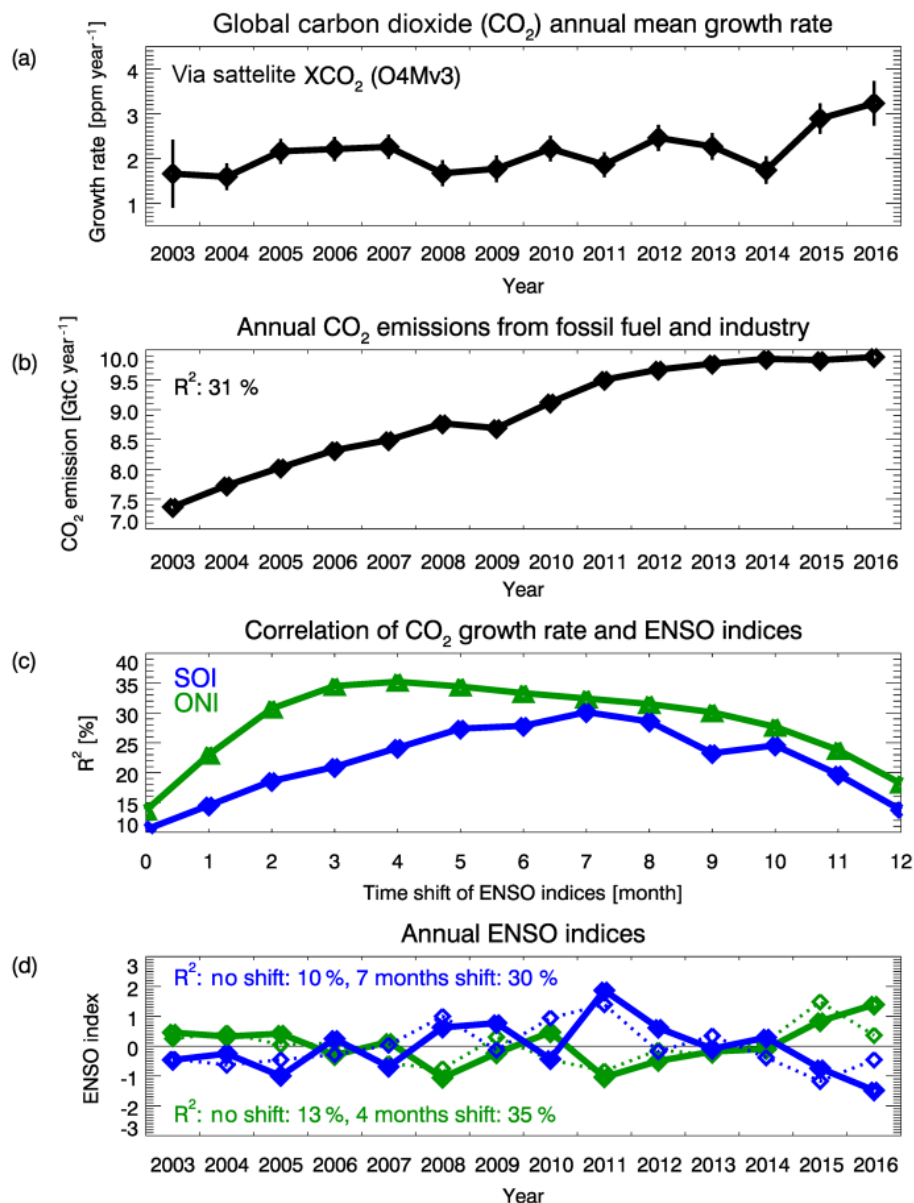 Global carbon dioxide (CO₂) annual mean growth rate
(a)
Growth rate [ppm year⁻¹]
Via sattelite XCO₂ (O4Mv3)
4
3
2
1
2003 2004 2005 2006 2007 2008 2009 2010 2011 2012 2013 2014 2015 2016
Year
Annual CO₂ emissions from fossil fuel and industry
(b)
CO₂ emission [GtC year⁻¹]
R²: 31 %
10.0
9.5
9.0
8.5
8.0
7.5
7.0
2003 2004 2005 2006 2007 2008 2009 2010 2011 2012 2013 2014 2015 2016
Year
Correlation of CO₂ growth rate and ENSO indices
(c)
R² [%]
SOI
ONI
40
35
30
25
20
15
10
0 1 2 3 4 5 6 7 8 9 10 11 12
Time shift of ENSO indices [month]
Annual ENSO indices
(d)
ENSO index
R²: no shift: 10 %, 7 months shift: 30 %
3
2
1
0
-1
-2
-3
R²: no shift: 13 %, 4 months shift: 35 %
2003 2004 2005 2006 2007 2008 2009 2010 2011 2012 2013 2014 2015 2016
Year